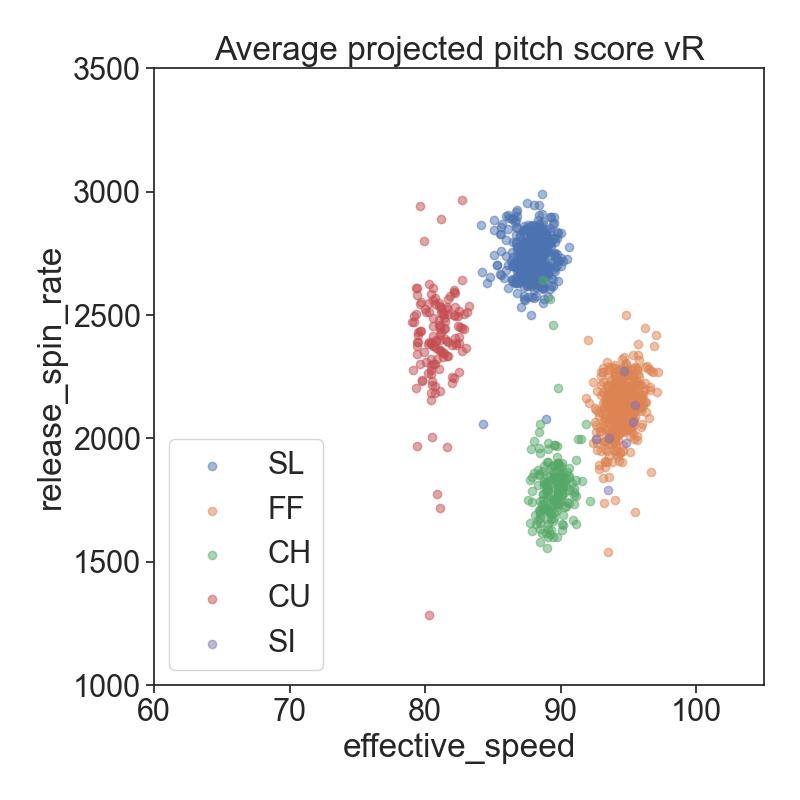 Average projected pitch score vR
3500
3000
2500
2000
1500
1000
release_spin_rate
SL
FF
CH
CU
SI
60 70 80 90 100
effective_speed